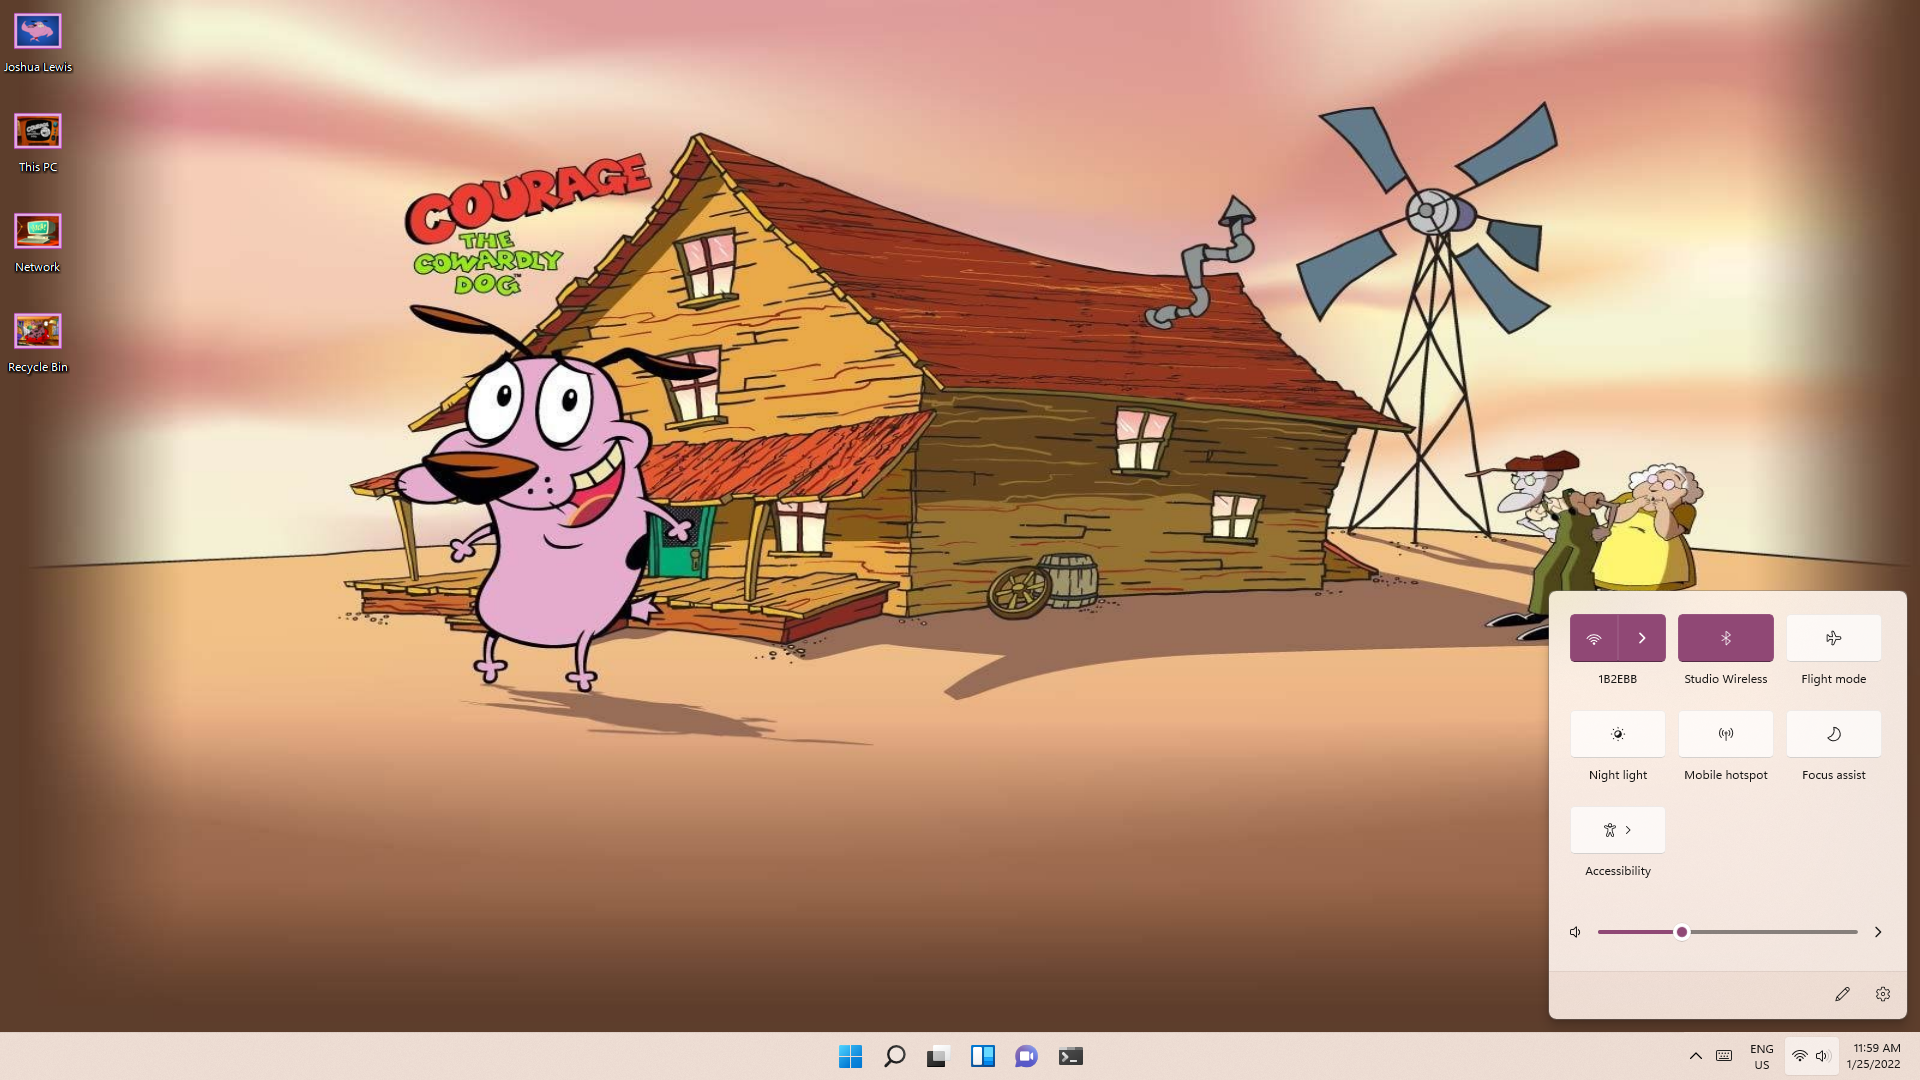 Joshua Lewis
This PC
Network
Recycle Bin
COURAGE
THE
COWARDLY
DOG™
1B2EBB
Studio Wireless
Flight mode
Night light
Mobile hotspot
Focus assist
Accessibility
ENG
US
11:59 AM
1/25/2022